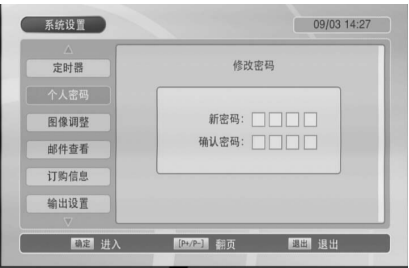 系统设置
09/03 14:27
定时器
个人密码
图像调整
邮件查看
订购信息
输出设置
修改密码
新密码:
确认密码:
确定 进入
[P+/P-] 翻页
退出 退出